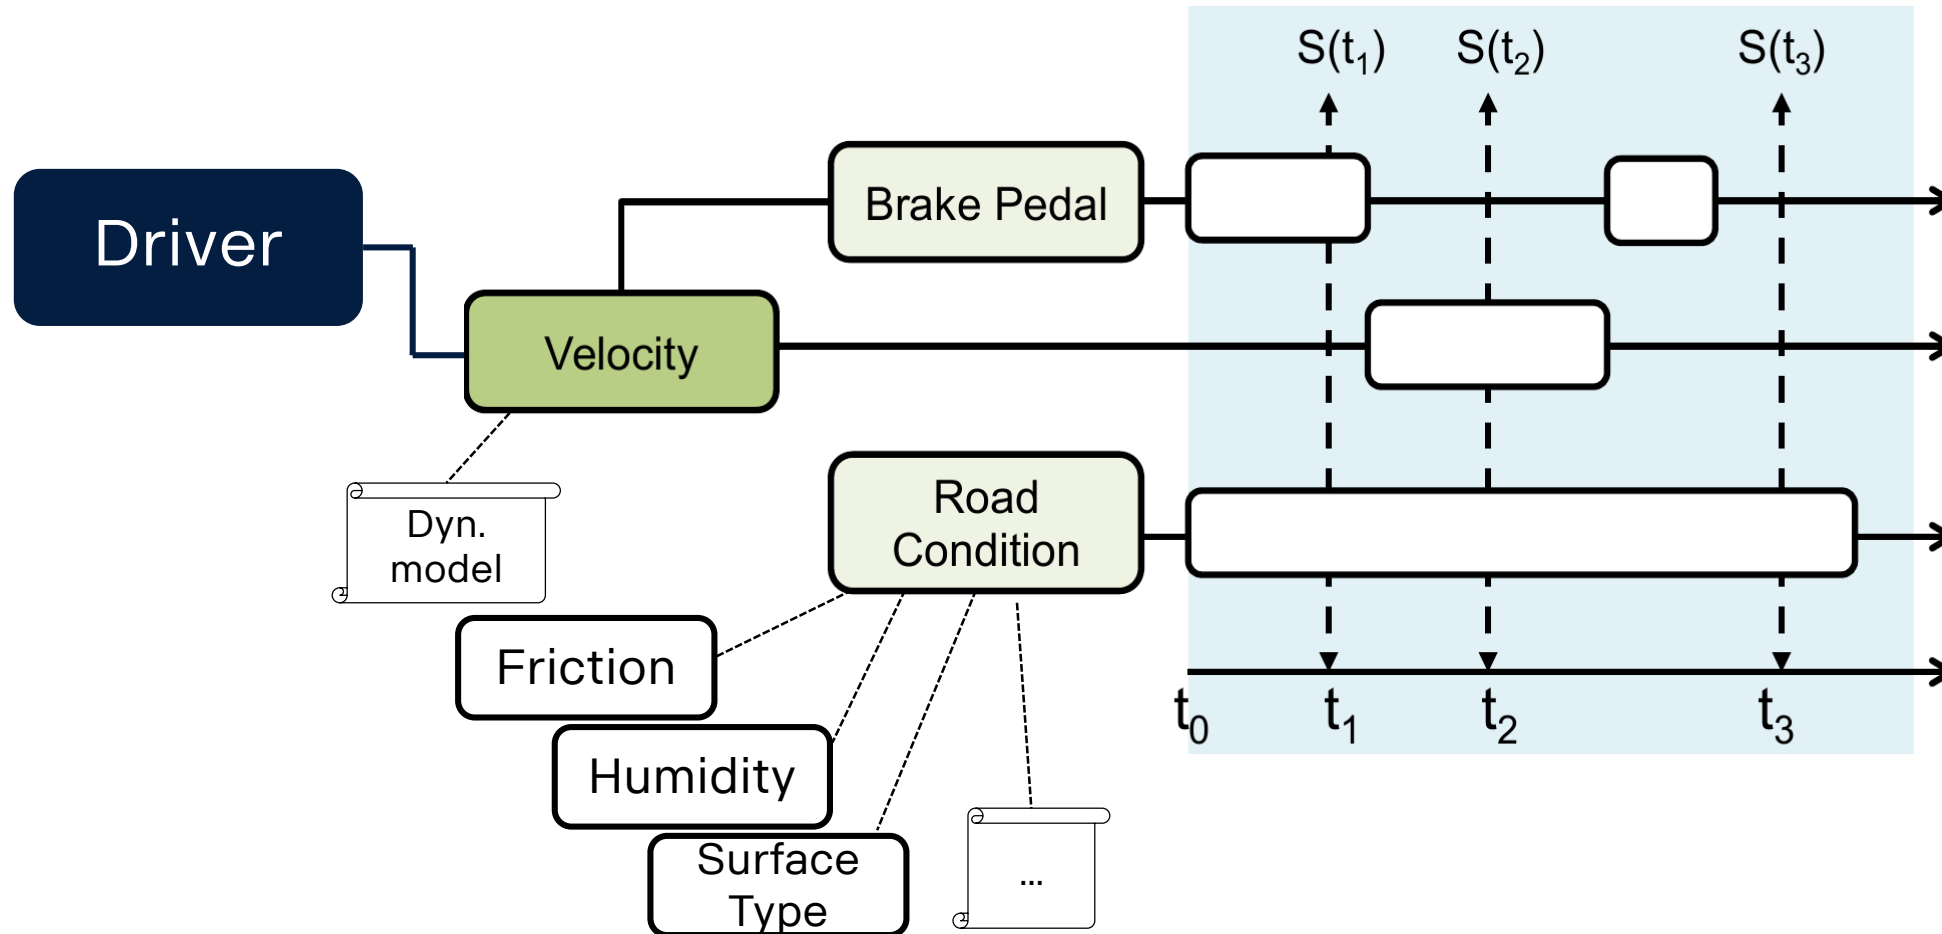 S(t₁) S(t₂) S(t₃)
Driver
Brake Pedal
Velocity
Dyn.
model
Road
Condition
Friction
Humidity
Surface
Type
...
t₀ t₁ t₂ t₃